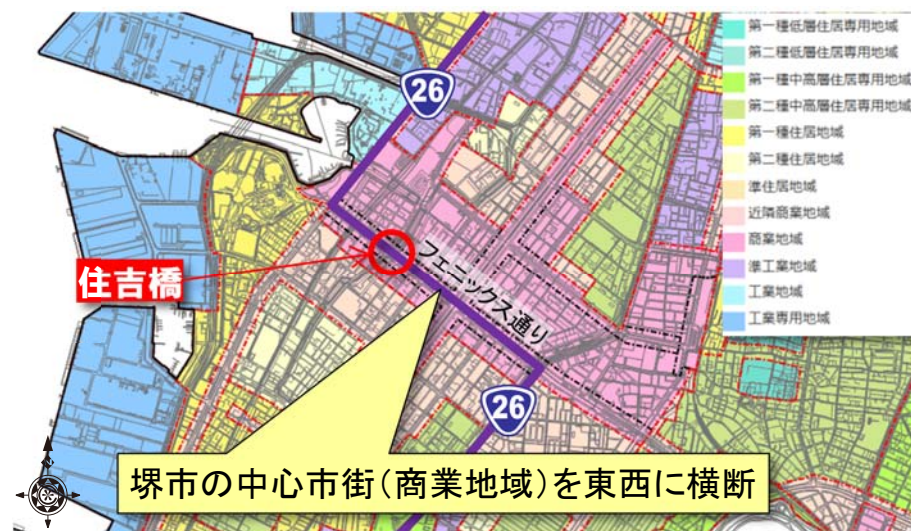 第一種低層住居専用地域
第二種低層住居専用地域
第一種中高層住居専用地域
第二種中高層住居専用地域
第一種住居地域
第二種住居地域
準住居地域
近隣商業地域
商業地域
準工業地域
工業地域
工業専用地域
26
住吉橋
フェニックス通り
26
堺市の中心市街(商業地域)を東西に横断